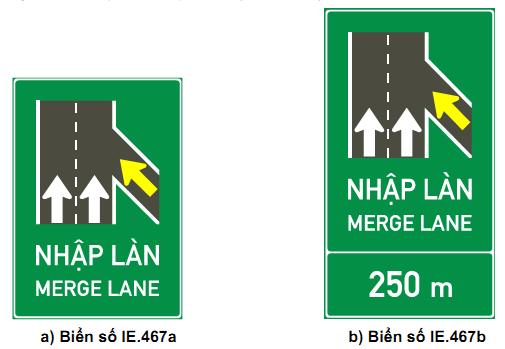 NHẬP LÀN
MERGE LANE
a) Biển số IE.467a
NHẬP LÀN
MERGE LANE
250 m
b) Biển số IE.467b